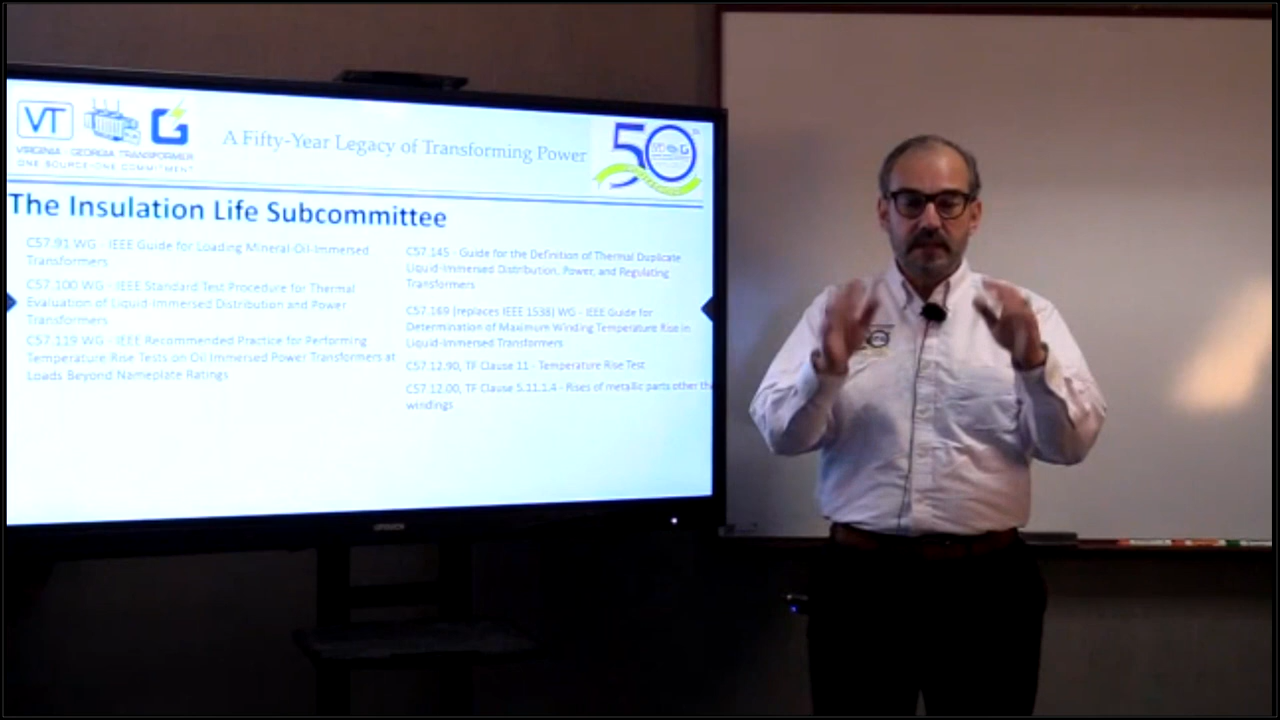 VT
G
VIRGINIA - GEORGIA TRANSFORMER
ONE SOURCE-ONE COMMITMENT
A Fifty-Year Legacy of Transforming Power
50
The Insulation Life Subcommittee
C57.91 WG - IEEE Guide for Loading Mineral-Oil-Immersed
Transformers
C57.100 WG - IEEE Standard Test Procedure for Thermal
Evaluation of Liquid-Immersed Distribution and Power
Transformers
C57.119 WG - IEEE Recommended Practice for Performing
Temperature Rise Tests on Oil Immersed Power Transformers at
Loads Beyond Nameplate Ratings
C57.145 - Guide for the Definition of Thermal Duplicate
Liquid-Immersed Distribution, Power, and Regulating
Transformers
C57.169 (replaces IEEE 1538) WG - IEEE Guide for
Determination of Maximum Winding Temperature Rise in
Liquid-Immersed Transformers
C57.12.90, TF Clause 11 - Temperature Rise Test
C57.12.00, TF Clause 5.11.1.4 - Rises of metallic parts other th
windings